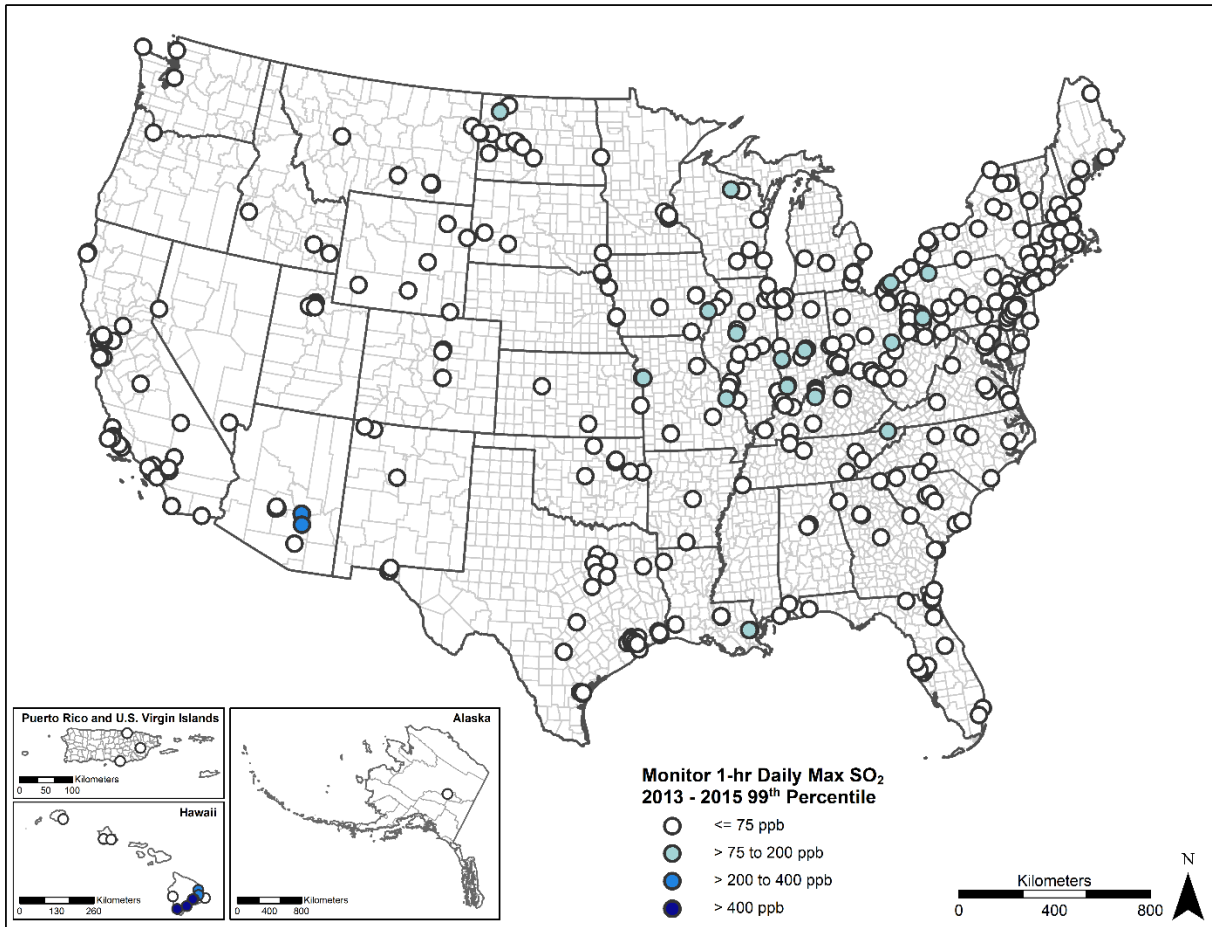 Puerto Rico and U.S. Virgin Islands
Kilometers
0 50 100
Hawaii
Kilometers
0 130 260
Alaska
Kilometers
0 400 800
Monitor 1-hr Daily Max SO₂
2013 - 2015 99ᵗʰ Percentile
<= 75 ppb
> 75 to 200 ppb
> 200 to 400 ppb
> 400 ppb
Kilometers
0 400 800
N